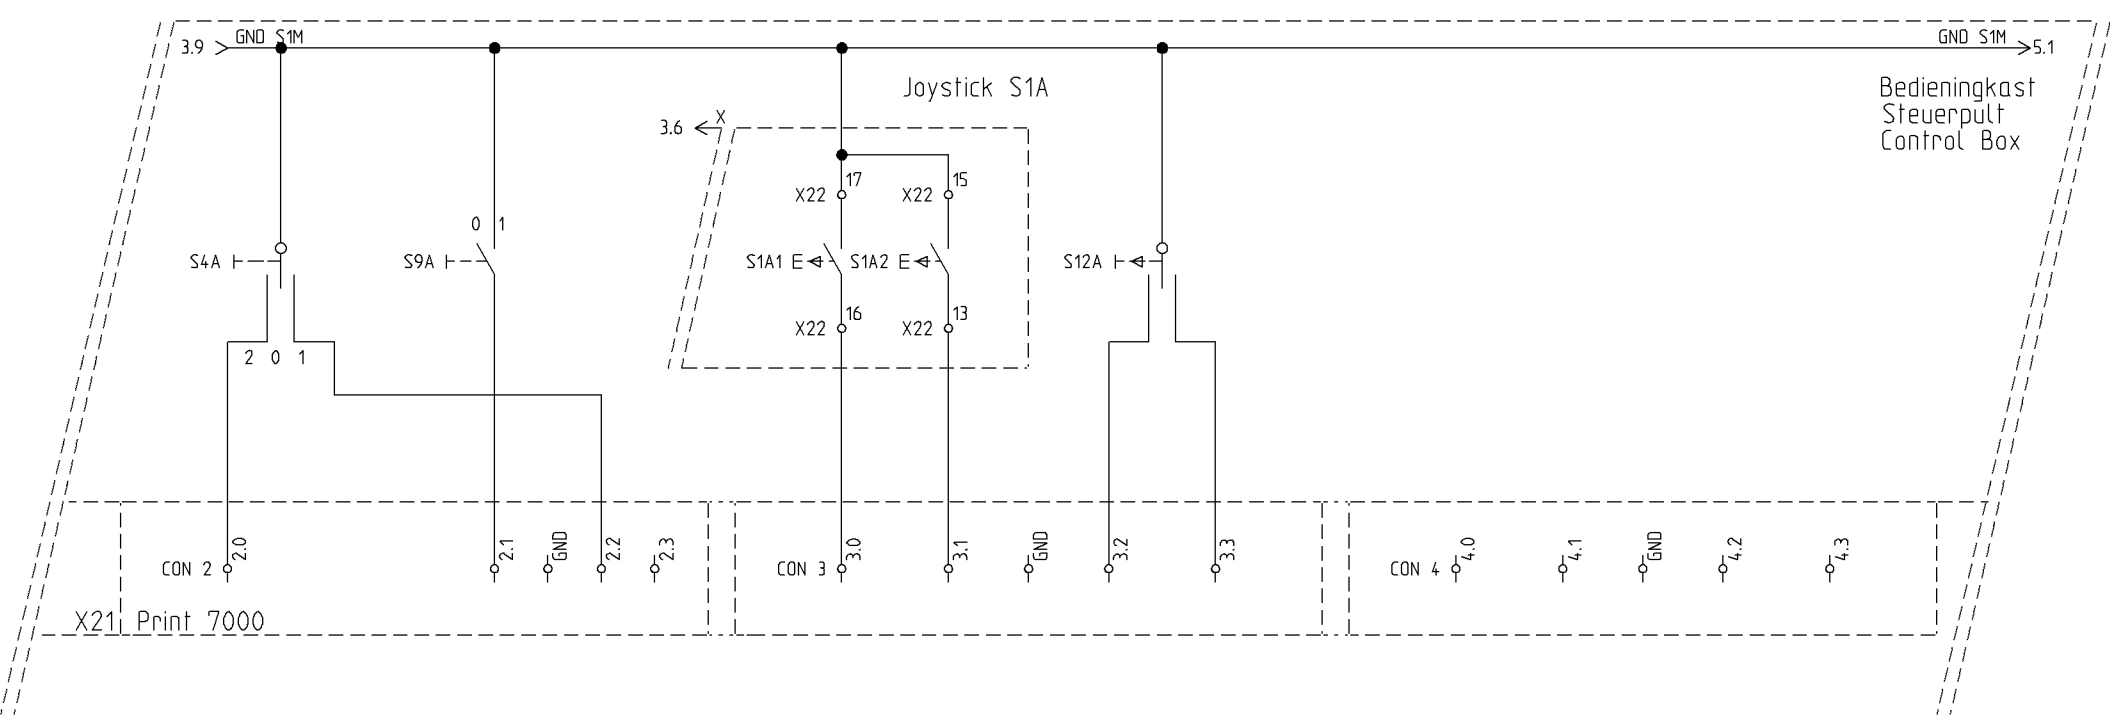 3.9
GND S1M
GND S1M
5.1
Joystick S1A
Bedieningkast
Steuerpult
Control Box
3.6
X
17
X22
15
X22
0 1
S4A
S9A
S1A1
S1A2
S12A
16
X22
13
X22
2 0 1
CON 2
2.0
2.1
GND
2.2
2.3
CON 3
3.0
3.1
GND
3.2
3.3
CON 4
4.0
4.1
GND
4.2
4.3
X21 Print 7000